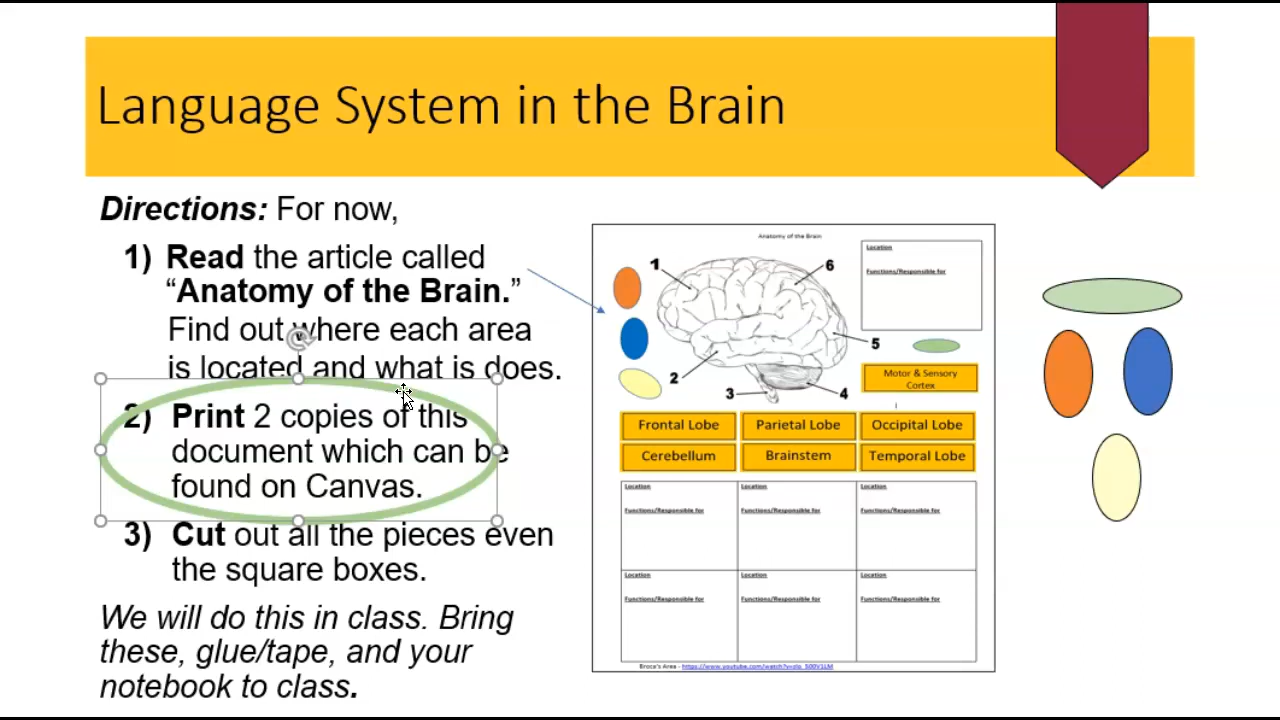 Language System in the Brain
Directions: For now,
1) Read the article called
“Anatomy of the Brain.”
Find out where each area
is located and what is does.
2) Print 2 copies of this
document which can be
found on Canvas.
3) Cut out all the pieces even
the square boxes.
We will do this in class. Bring
these, glue/tape, and your
notebook to class.
Anatomy of the Brain
Location
Functions/Responsible for
1
6
5
2
3
4
Motor & Sensory
Cortex
Frontal Lobe Parietal Lobe Occipital Lobe
Cerebellum Brainstem Temporal Lobe
Location Location Location
Functions/Responsible for Functions/Responsible for Functions/Responsible for
Location Location Location
Functions/Responsible for Functions/Responsible for Functions/Responsible for
Broca's Area -